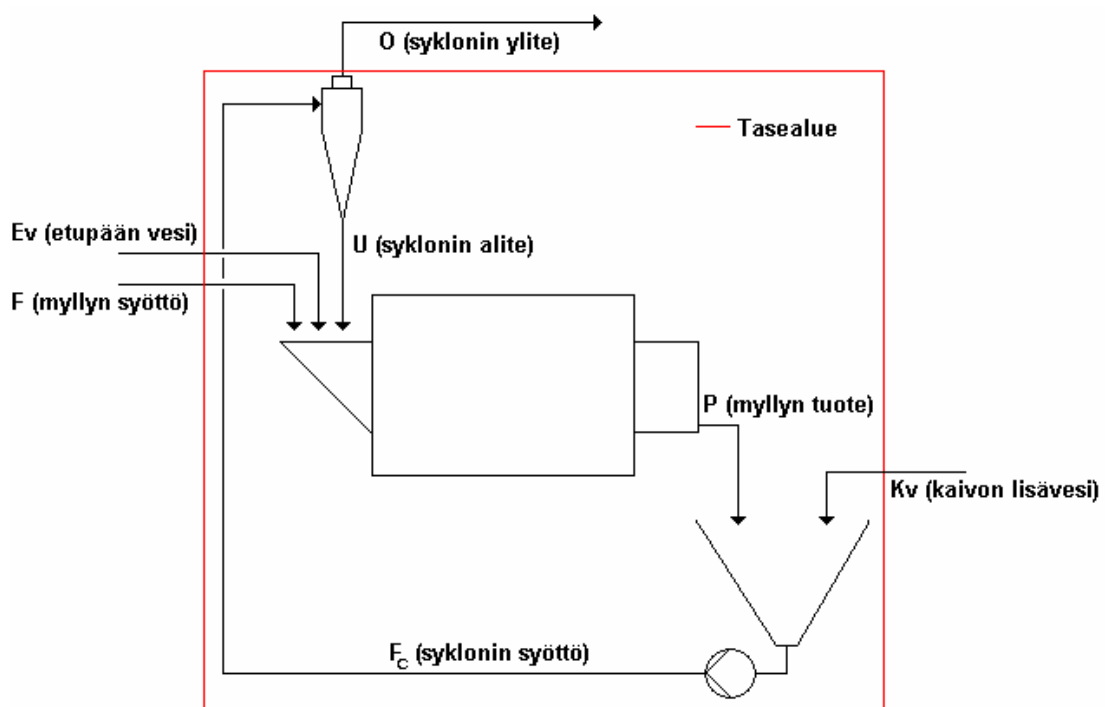 O (syklonin ylite)
Tasealue
Ev (etupään vesi)
U (syklonin alite)
F (myllyn syöttö)
P (myllyn tuote)
Kv (kaivon lisävesi)
Fc (syklonin syöttö)